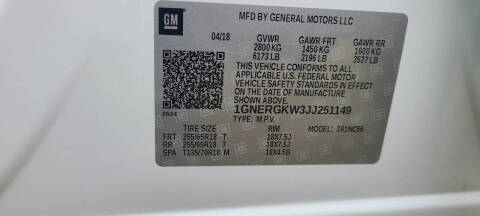 GM
MFD BY GENERAL MOTORS LLC
04/18 GVWR GAWR FRT GAWR RR
2800 KG 1450 KG 1600 KG
6173 LB 3196 LB 3527 LB
THIS VEHICLE CONFORMS TO ALL
APPLICABLE U.S. FEDERAL MOTOR
VEHICLE SAFETY STANDARDS IN EFFECT
ON THE DATE OF MANUFACTURE SHOWN
ABOVE.
1GNERGKW3JJ251149
2524 TYPE: M.P.V. MODEL: 1NC56
TIRE SIZE RIM
FRT 255/65R18 T 18X7.5J
RR 255/65R18 T 18X7.5J
SPA T135/70R18 M 18X4.5B